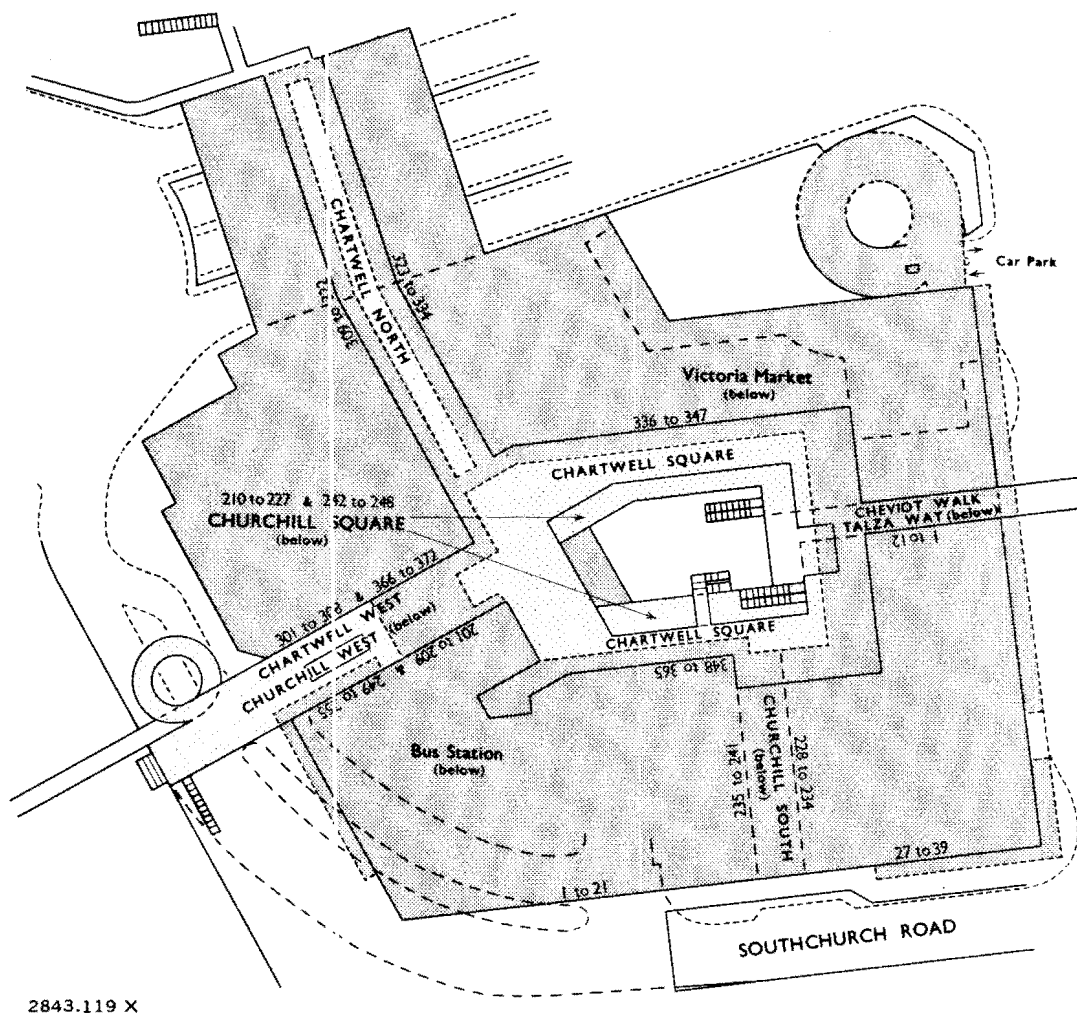 CHARTWELL NORTH
309 to 322
323 to 334
Car Park
Victoria Market
(below)
336 to 347
CHARTWELL SQUARE
210 to 227 & 242 to 248
CHURCHILL SQUARE
(below)
CHEVIOT WALK
TALZA WAY (below)
1 to 12
301 to 308 & 366 to 372
CHARTWELL WEST
CHURCHILL WEST (below)
201 to 209
&
249 to 255
CHARTWELL SQUARE
348 to 365
Bus Station
(below)
235 to 241
CHURCHILL SOUTH
(below)
228 to 234
27 to 39
1 to 21
SOUTHCHURCH ROAD
2843.119 X